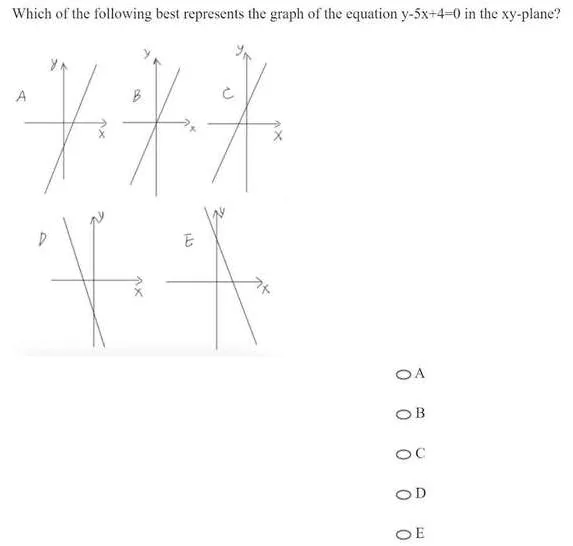 Which of the following best represents the graph of the equation y-5x+4=0 in the xy-plane?
y
y
y
A
B
C
x
x
x
y
y
D
E
x
x
A
B
C
D
E